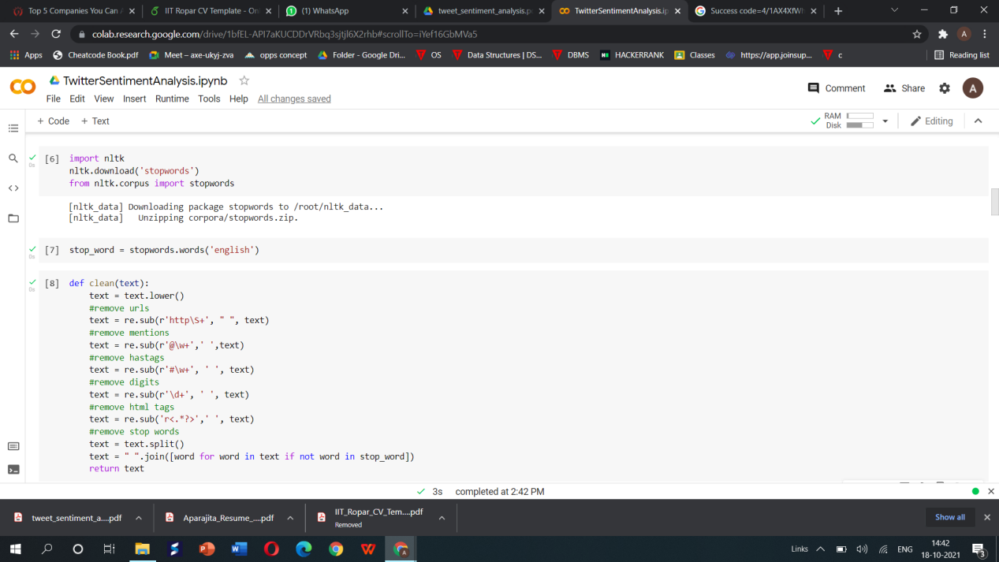 Top 5 Companies You Can
IIT Ropar CV Template - On
(1) WhatsApp
tweet_sentiment_analysis.p
TwitterSentimentAnalysis.ip
Success code=4/1AX4XfW
colab.research.google.com/drive/1bfEL-API7aKUCDDrVRbq3sjtjl6X2rhb#scrollTo=iYef16GbMVa5
A
Apps
Cheatcode Book.pdf
Meet – axe-ukyj-zva
opps concept
Folder - Google Dri...
OS
Data Structures | DS...
DBMS
HACKERRANK
Classes
https://app.joinsup...
c
Reading list
TwitterSentimentAnalysis.ipynb
File Edit View Insert Runtime Tools Help All changes saved
Comment
Share
A
+ Code + Text
RAM
Disk
Editing
[6] import nltk
nltk.download('stopwords')
from nltk.corpus import stopwords
0s
[nltk_data] Downloading package stopwords to /root/nltk_data...
[nltk_data]   Unzipping corpora/stopwords.zip.
[7] stop_word = stopwords.words('english')
0s
[8] def clean(text):
0s
    text = text.lower()
    #remove urls
    text = re.sub(r'http\S+', " ", text)
    #remove mentions
    text = re.sub(r'@\w+',' ',text)
    #remove hastags
    text = re.sub(r'#\w+', ' ', text)
    #remove digits
    text = re.sub(r'\d+', ' ', text)
    #remove html tags
    text = re.sub('r<.*?>',' ', text)
    #remove stop words
    text = text.split()
    text = " ".join([word for word in text if not word in stop_word])
    return text
3s completed at 2:42 PM
tweet_sentiment_a....pdf
Aparajita_Resume_....pdf
IIT_Ropar_CV_Tem....pdf
Removed
Show all
Links
ENG
14:42
18-10-2021
3